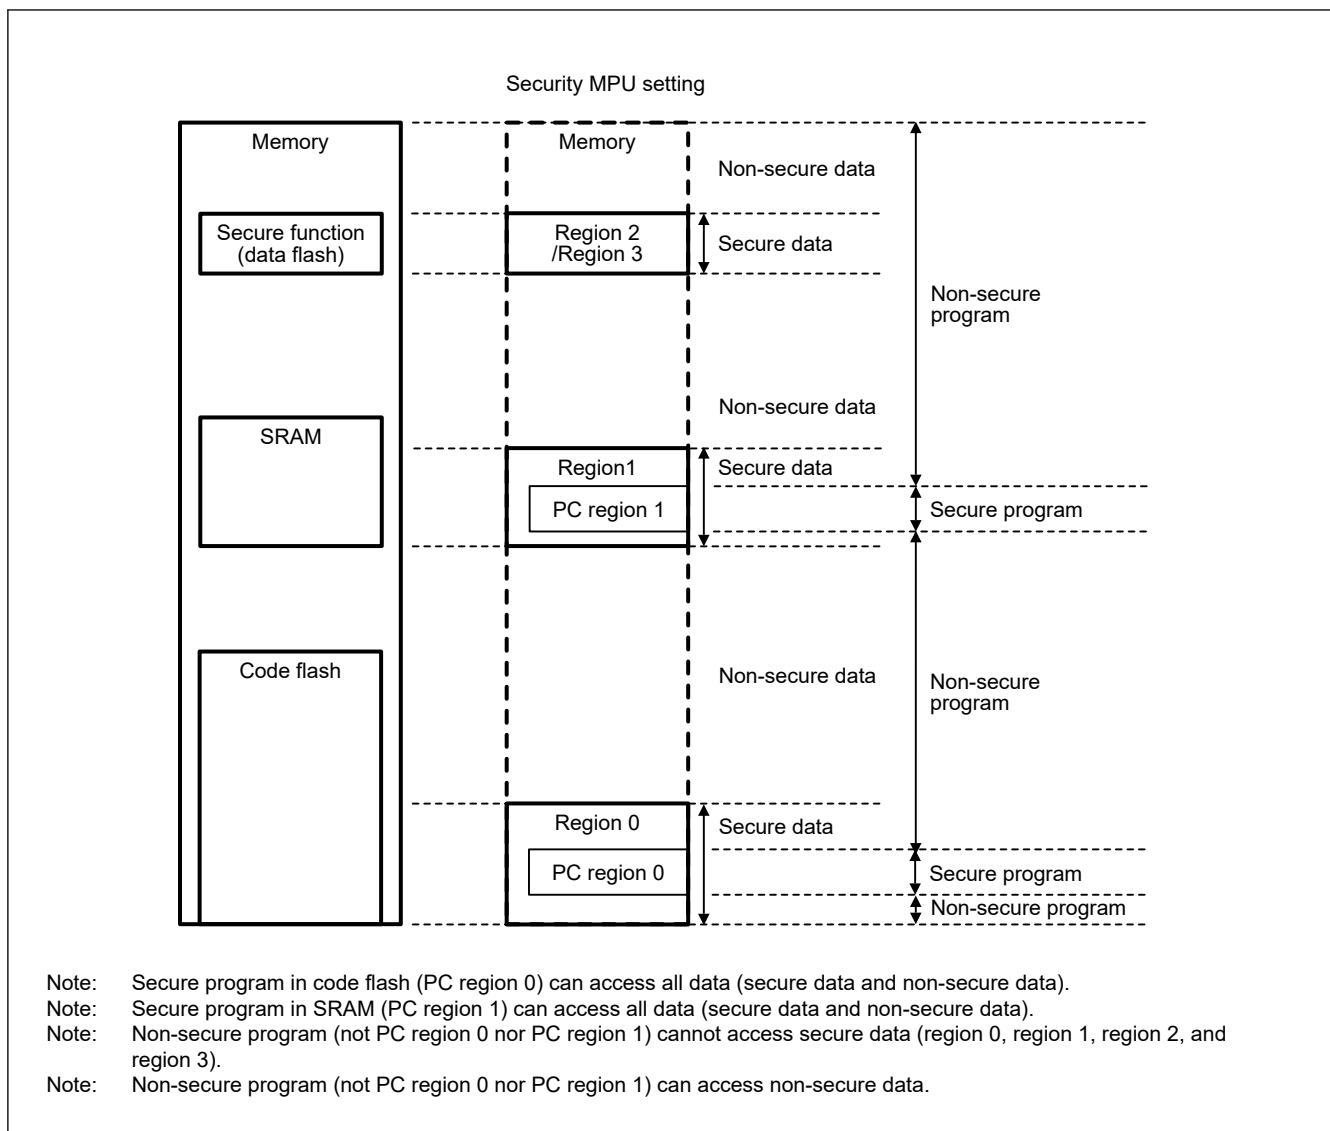 Security MPU setting
Memory
Memory
Non-secure data
Secure function
(data flash)
Region 2
/Region 3
Secure data
Non-secure
program
Non-secure data
SRAM
Region1
Secure data
PC region 1
Secure program
Code flash
Non-secure data
Non-secure
program
Region 0
Secure data
PC region 0
Secure program
Non-secure program
Note: Secure program in code flash (PC region 0) can access all data (secure data and non-secure data).
Note: Secure program in SRAM (PC region 1) can access all data (secure data and non-secure data).
Note: Non-secure program (not PC region 0 nor PC region 1) cannot access secure data (region 0, region 1, region 2, and
region 3).
Note: Non-secure program (not PC region 0 nor PC region 1) can access non-secure data.